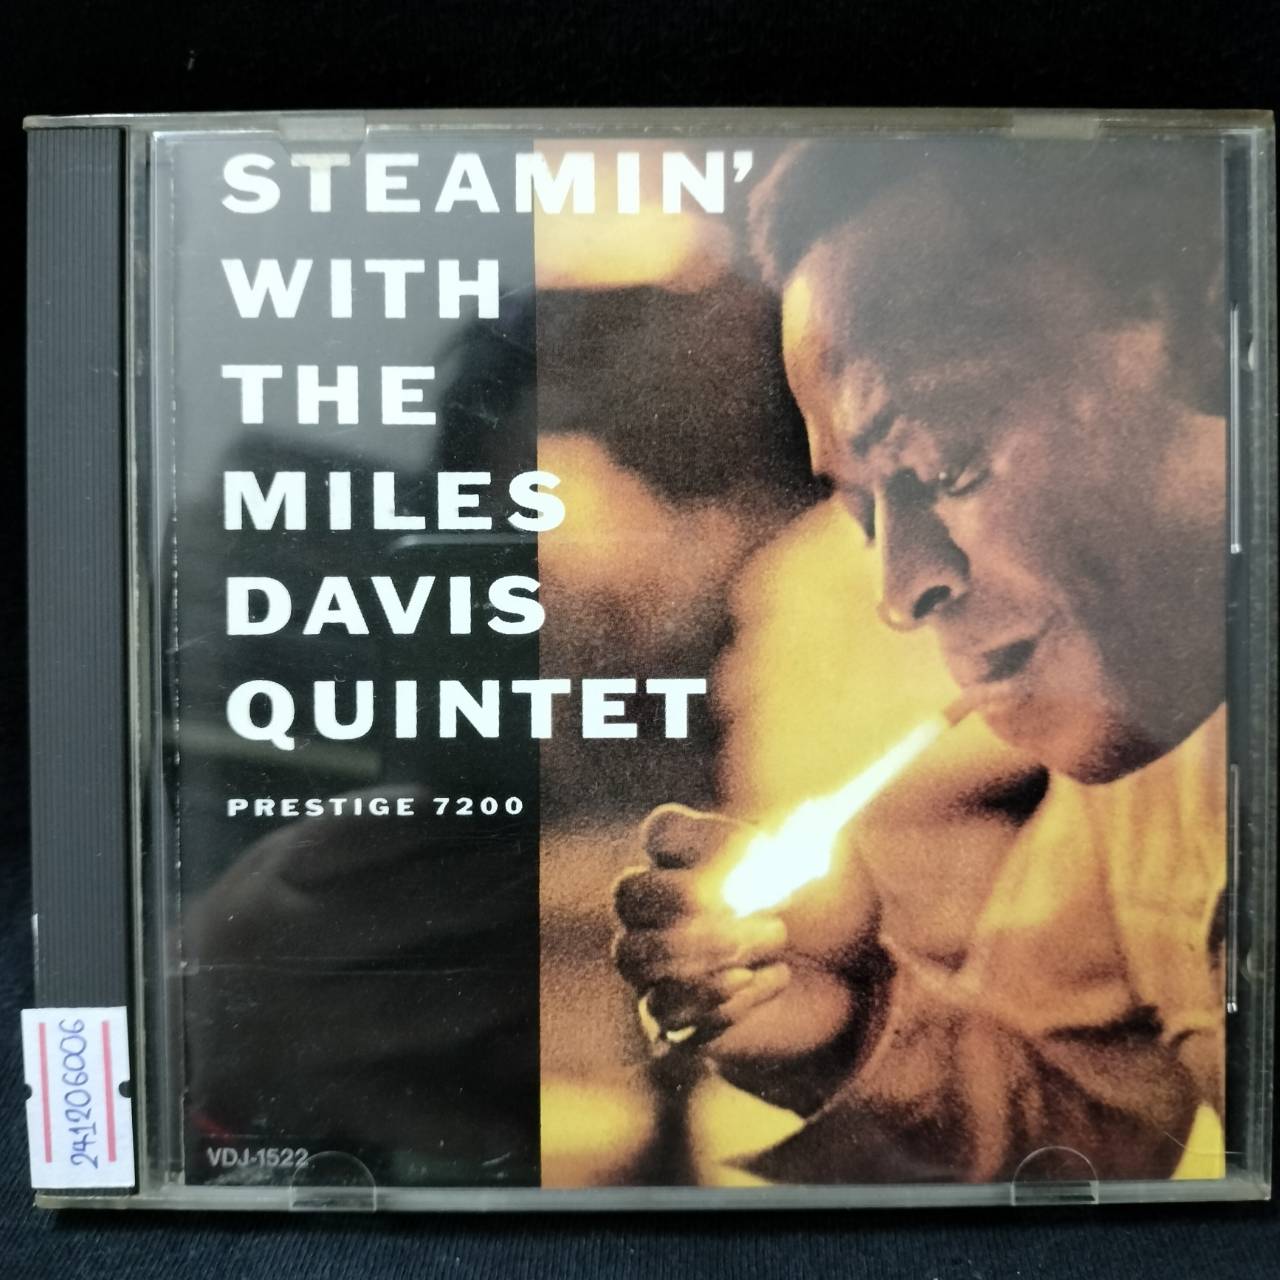 STEAMIN'
WITH
THE
MILES
DAVIS
QUINTET
PRESTIGE 7200
VDJ-1522
241206006